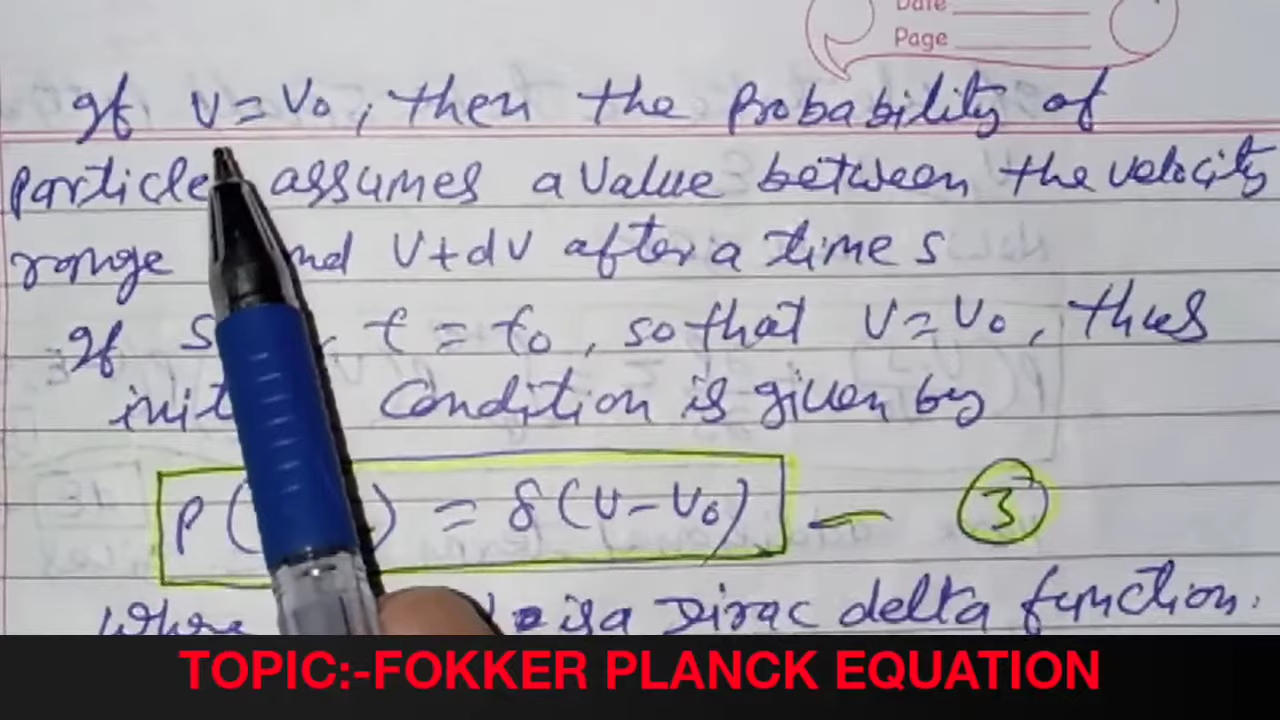 Date
Page
If v = v₀, then the Probability of
particle assumes a value between the velocity
range and v+dv after a time s
If S , t = t₀, so that v = v₀, thus
init condition is given by
P ( ) = δ(v - v₀) — ③
where is a Dirac delta function.
TOPIC:-FOKKER PLANCK EQUATION